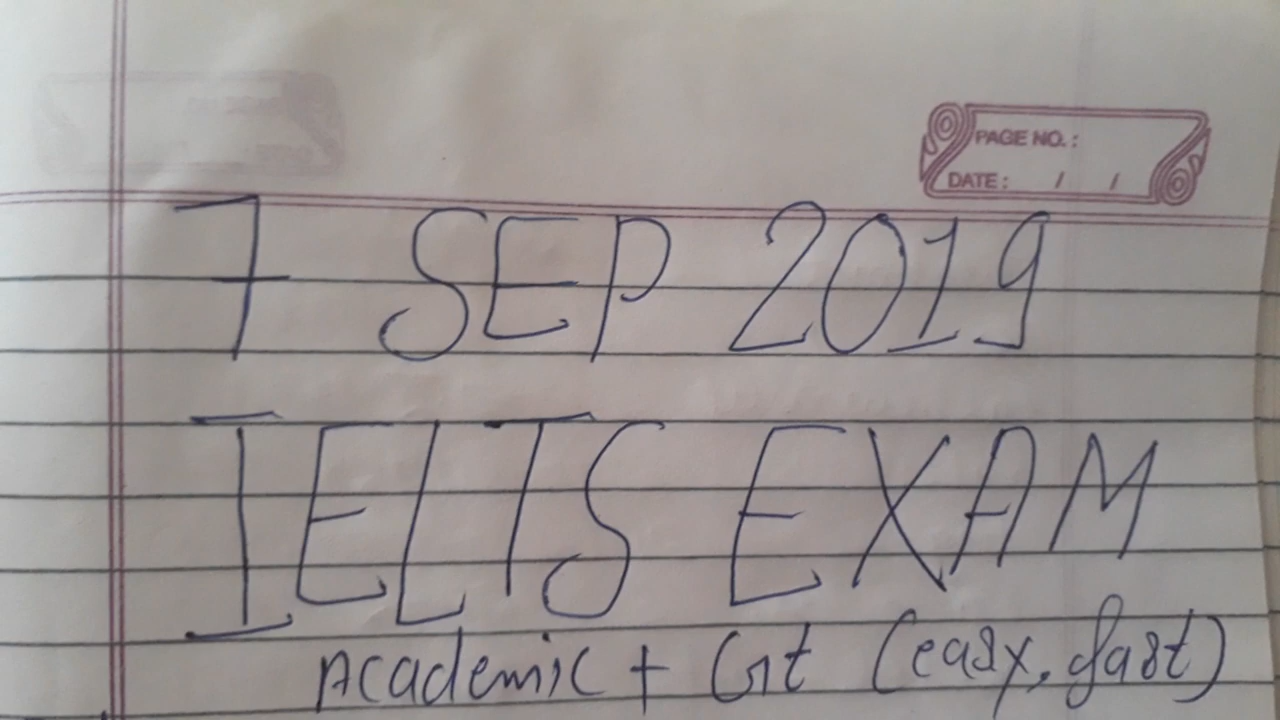 PAGE NO. :
DATE : / /
7 SEP 2019
IELTS EXAM
Academic + Gt (easy, fast)